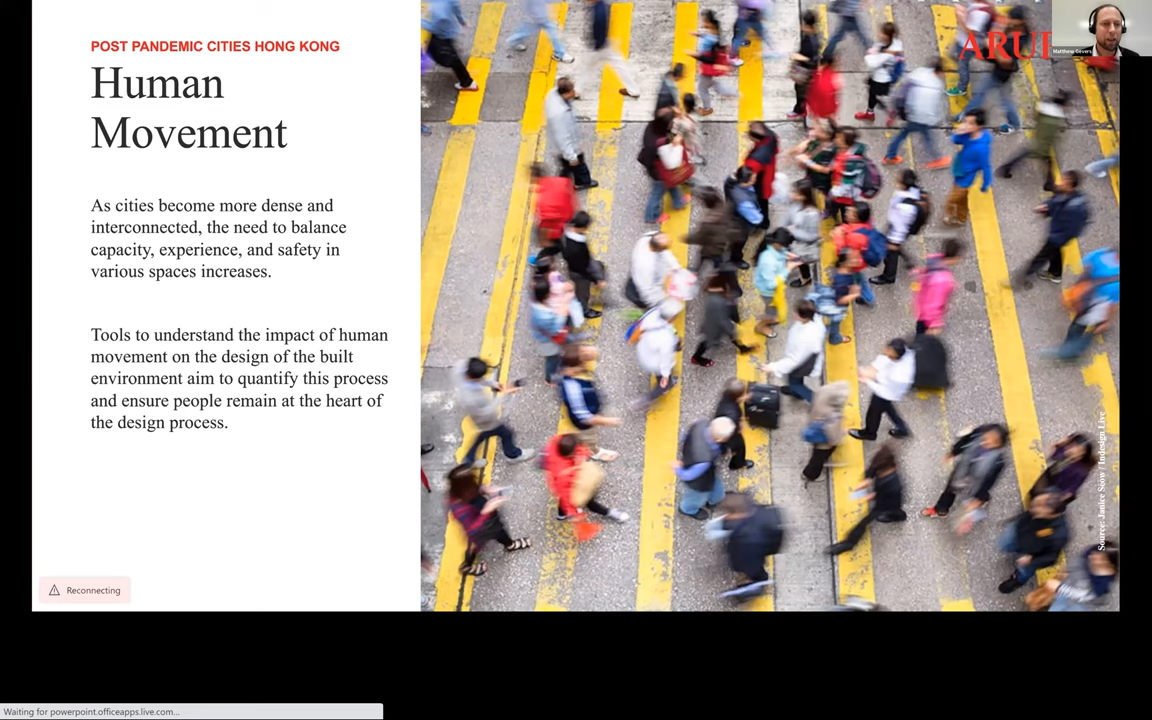 POST PANDEMIC CITIES HONG KONG
Human
Movement
As cities become more dense and
interconnected, the need to balance
capacity, experience, and safety in
various spaces increases.
Tools to understand the impact of human
movement on the design of the built
environment aim to quantify this process
and ensure people remain at the heart of
the design process.
Reconnecting
Waiting for powerpoint.officeapps.live.com...
Source: Janice Seow / Indesign Live
Matthew